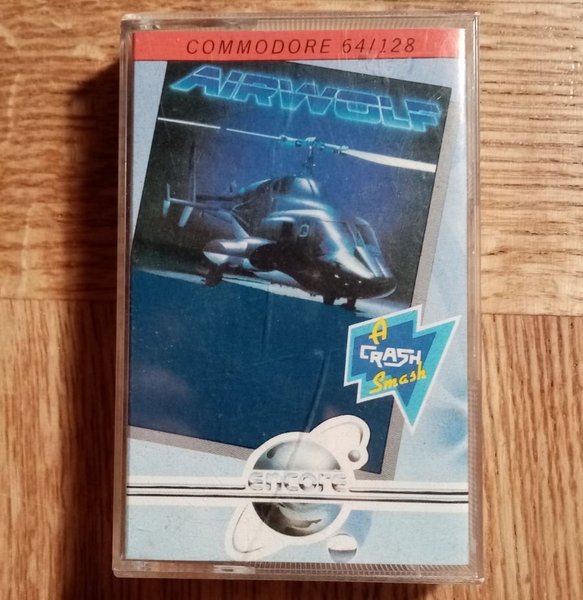 COMMODORE 64/128
AIRWOLF
A
CRASH
Smash
encore